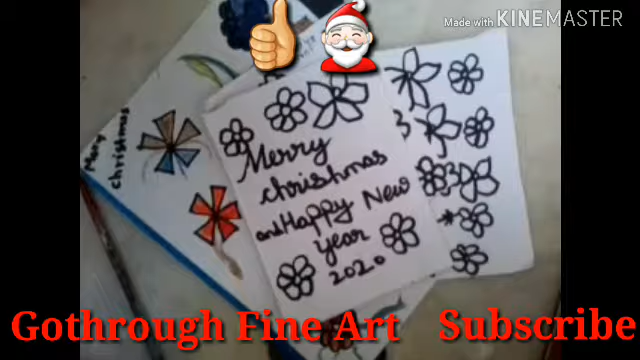 Made with KINEMASTER
Merry
christmas
Merry
christmas
and Happy New
year
2020
Gothrough Fine Art
Subscribe